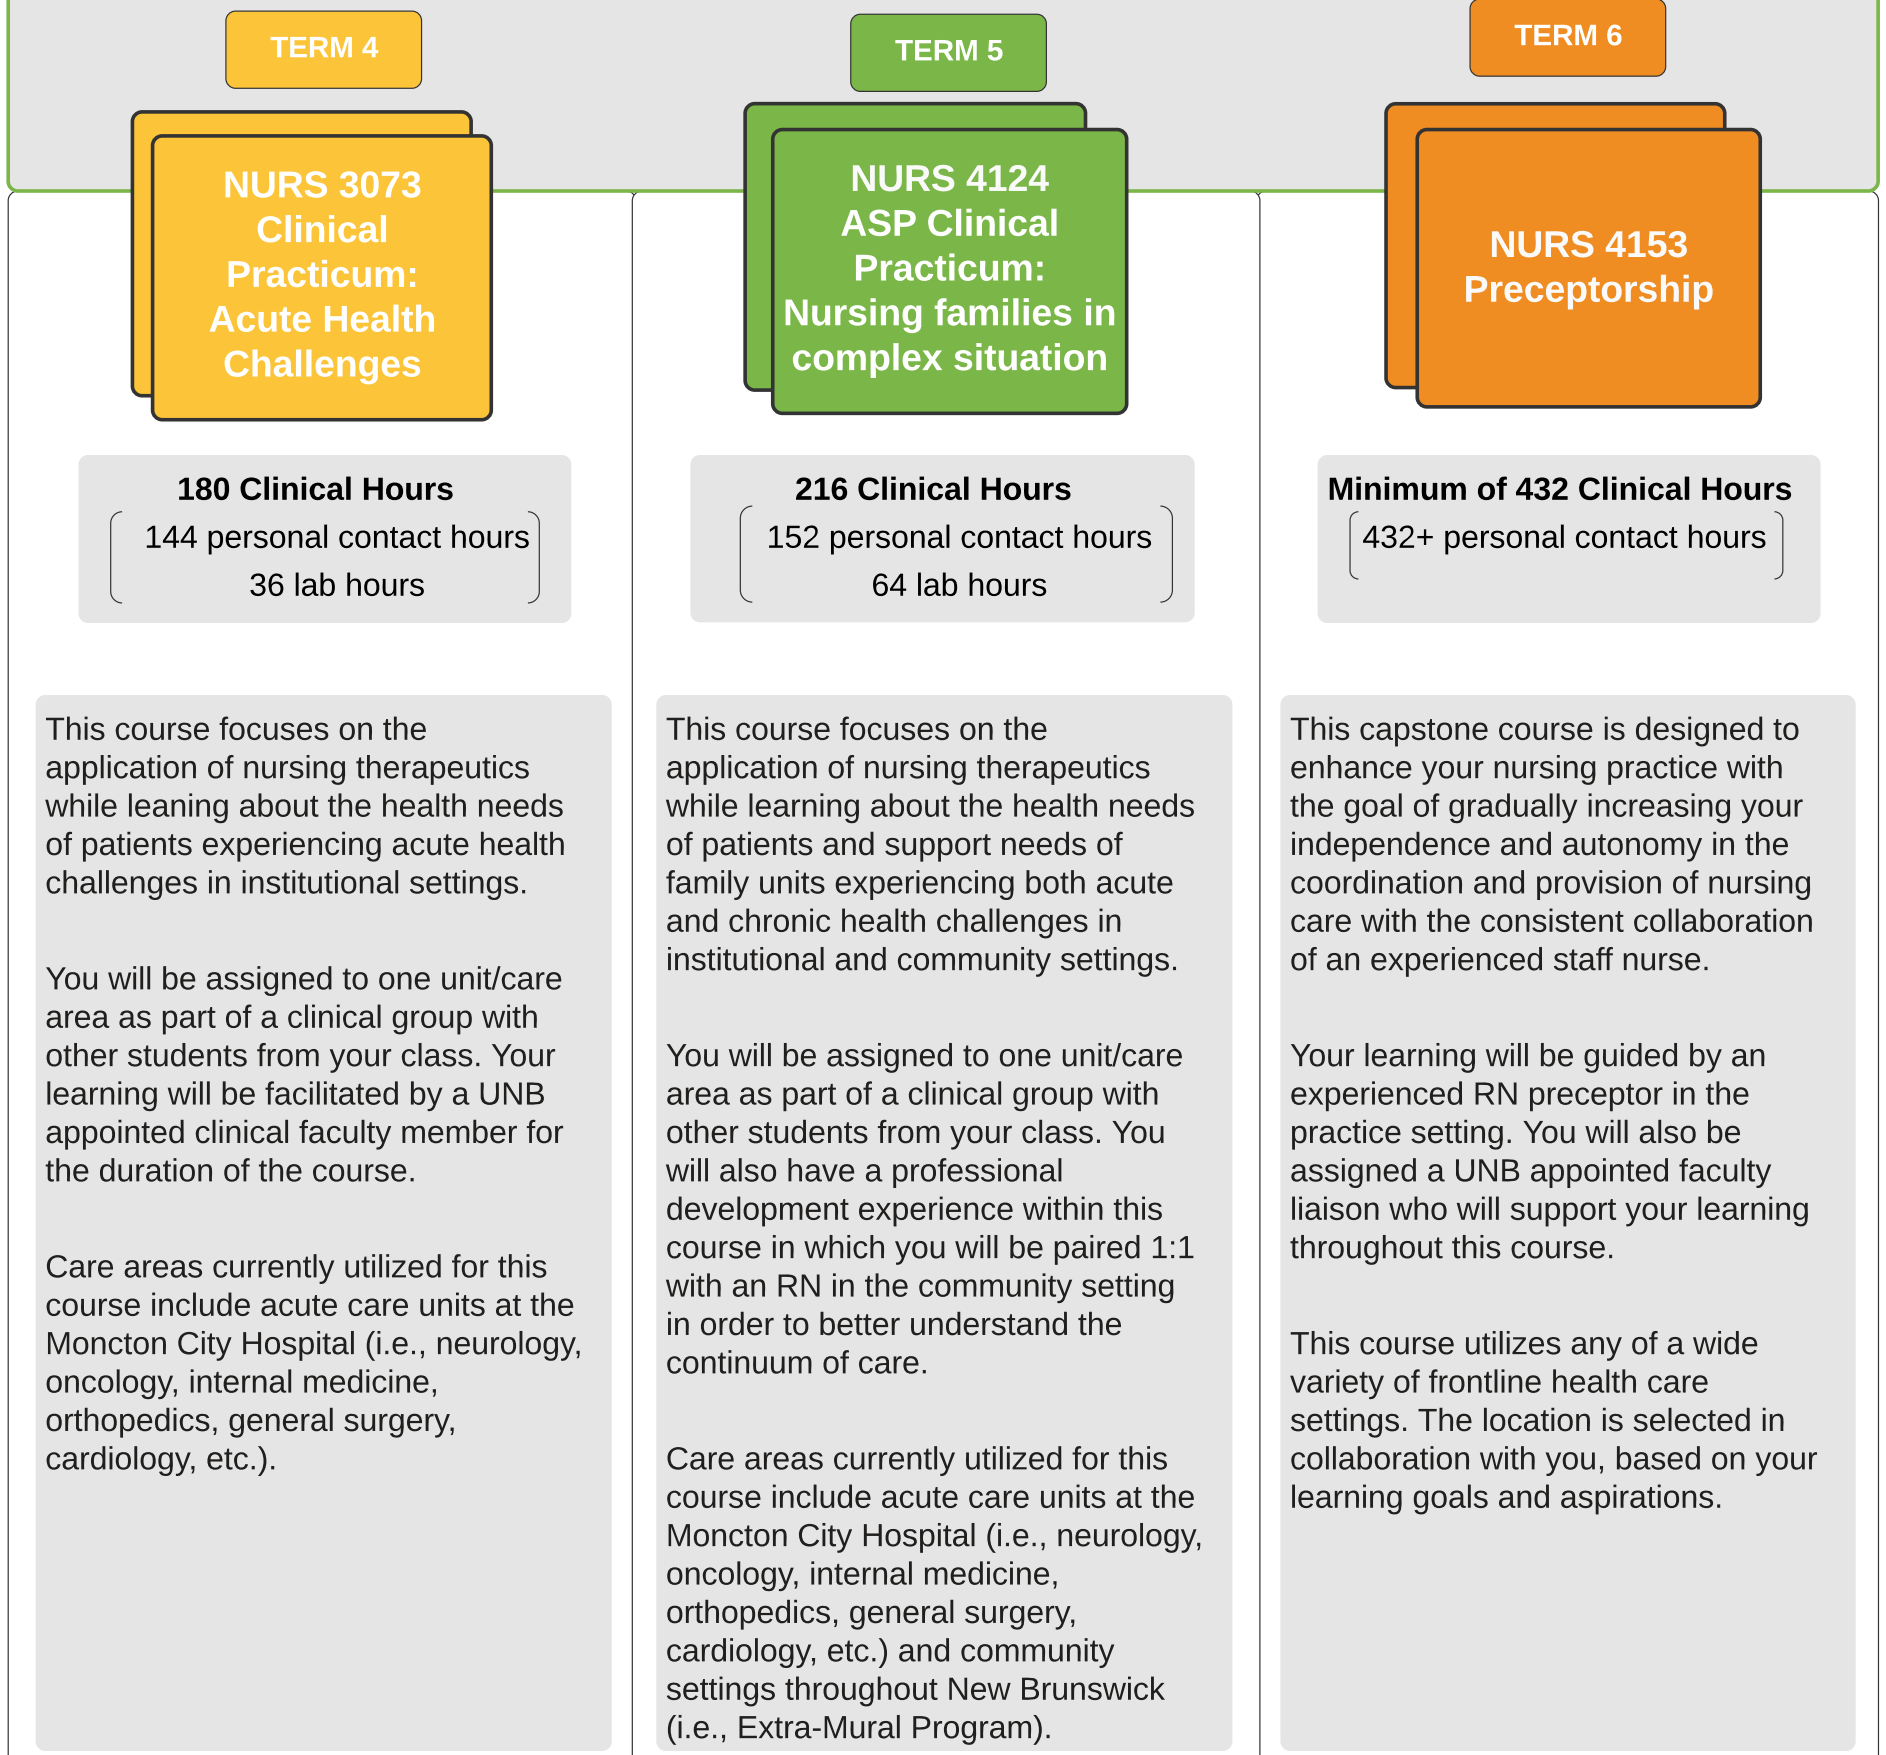 TERM 4
NURS 3073
Clinical
Practicum:
Acute Health
Challenges
180 Clinical Hours
144 personal contact hours
36 lab hours
This course focuses on the
application of nursing therapeutics
while leaning about the health needs
of patients experiencing acute health
challenges in institutional settings.
You will be assigned to one unit/care
area as part of a clinical group with
other students from your class. Your
learning will be facilitated by a UNB
appointed clinical faculty member for
the duration of the course.
Care areas currently utilized for this
course include acute care units at the
Moncton City Hospital (i.e., neurology,
oncology, internal medicine,
orthopedics, general surgery,
cardiology, etc.).
TERM 5
NURS 4124
ASP Clinical
Practicum:
Nursing families in
complex situation
216 Clinical Hours
152 personal contact hours
64 lab hours
This course focuses on the
application of nursing therapeutics
while learning about the health needs
of patients and support needs of
family units experiencing both acute
and chronic health challenges in
institutional and community settings.
You will be assigned to one unit/care
area as part of a clinical group with
other students from your class. You
will also have a professional
development experience within this
course in which you will be paired 1:1
with an RN in the community setting
in order to better understand the
continuum of care.
Care areas currently utilized for this
course include acute care units at the
Moncton City Hospital (i.e., neurology,
oncology, internal medicine,
orthopedics, general surgery,
cardiology, etc.) and community
settings throughout New Brunswick
(i.e., Extra-Mural Program).
TERM 6
NURS 4153
Preceptorship
Minimum of 432 Clinical Hours
432+ personal contact hours
This capstone course is designed to
enhance your nursing practice with
the goal of gradually increasing your
independence and autonomy in the
coordination and provision of nursing
care with the consistent collaboration
of an experienced staff nurse.
Your learning will be guided by an
experienced RN preceptor in the
practice setting. You will also be
assigned a UNB appointed faculty
liaison who will support your learning
throughout this course.
This course utilizes any of a wide
variety of frontline health care
settings. The location is selected in
collaboration with you, based on your
learning goals and aspirations.